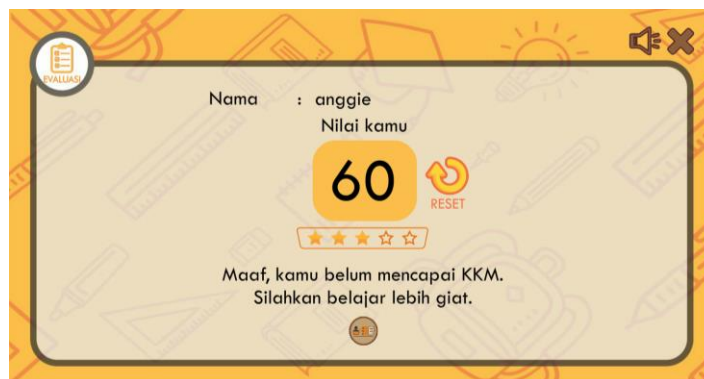 EVALUASI
Nama : anggie
Nilai kamu
60
RESET
Maaf, kamu belum mencapai KKM.
Silahkan belajar lebih giat.